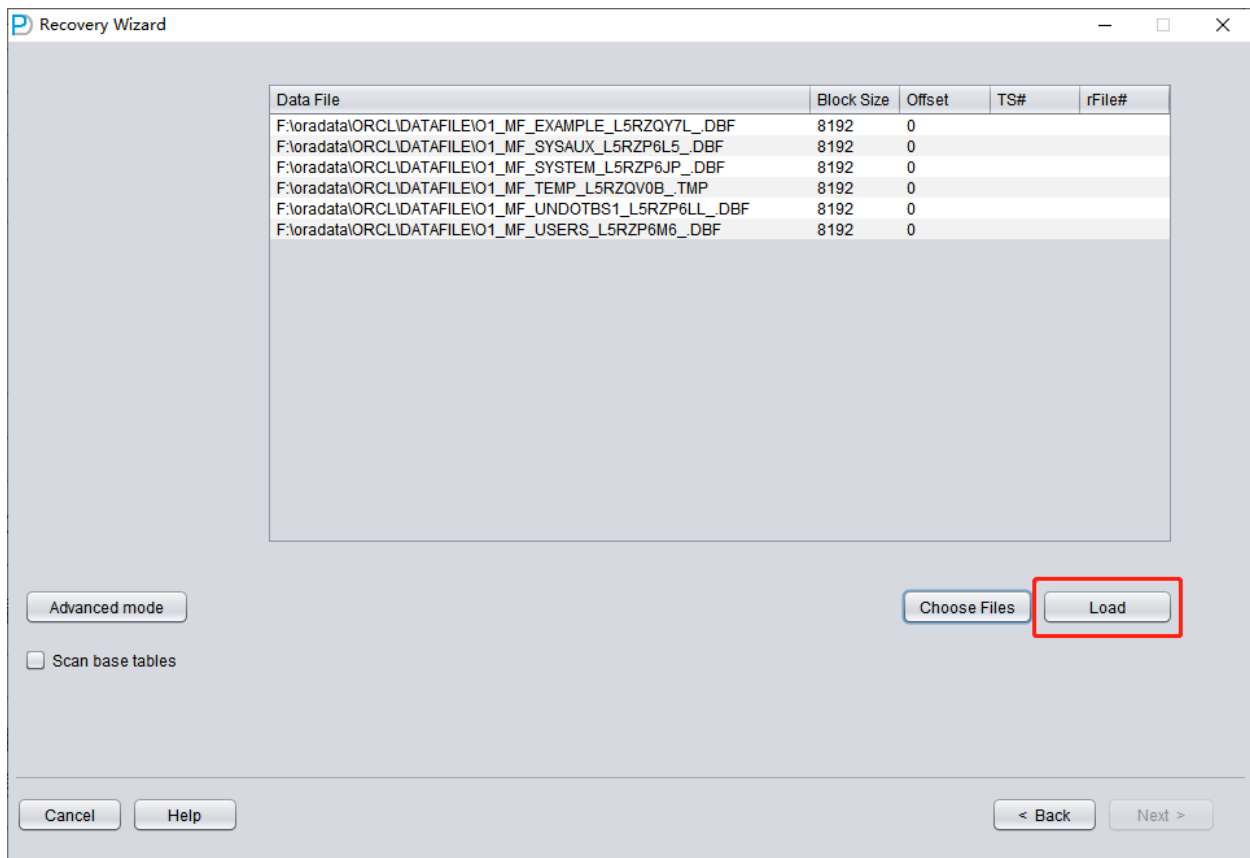 Recovery Wizard
Data File Block Size Offset TS# rFile#
F:\oradata\ORCL\DATAFILE\O1_MF_EXAMPLE_L5RZQY7L_.DBF 8192 0
F:\oradata\ORCL\DATAFILE\O1_MF_SYSAUX_L5RZP6L5_.DBF 8192 0
F:\oradata\ORCL\DATAFILE\O1_MF_SYSTEM_L5RZP6JP_.DBF 8192 0
F:\oradata\ORCL\DATAFILE\O1_MF_TEMP_L5RZQV0B_.TMP 8192 0
F:\oradata\ORCL\DATAFILE\O1_MF_UNDOTBS1_L5RZP6LL_.DBF 8192 0
F:\oradata\ORCL\DATAFILE\O1_MF_USERS_L5RZP6M6_.DBF 8192 0
Advanced mode Choose Files Load
Scan base tables
Cancel Help < Back Next >